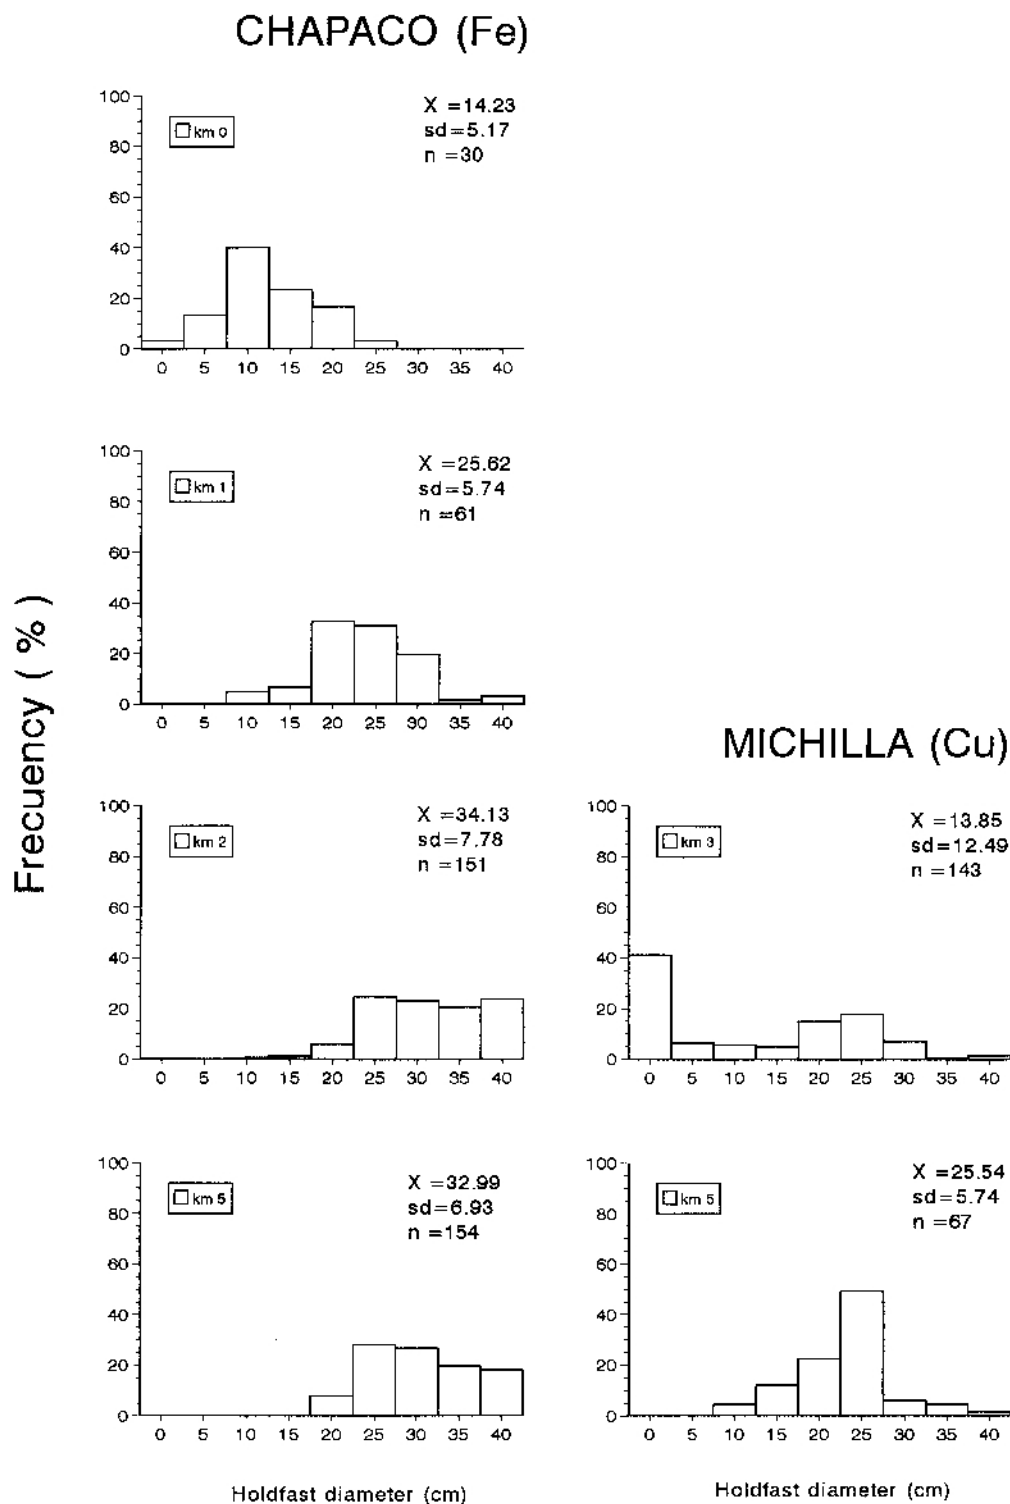 CHAPACO (Fe)
Frecuency ( % )
100
80
60
40
20
0
km 0
X =14.23
sd=5.17
n =30
0 5 10 15 20 25 30 35 40
100
80
60
40
20
0
km 1
X =25.62
sd=5.74
n =61
0 5 10 15 20 25 30 35 40
100
80
60
40
20
0
km 2
X =34.13
sd=7.78
n =151
0 5 10 15 20 25 30 35 40
100
80
60
40
20
0
km 5
X =32.99
sd=6.93
n =154
0 5 10 15 20 25 30 35 40
Holdfast diameter (cm)
MICHILLA (Cu)
100
80
60
40
20
0
km 3
X =13.85
sd=12.49
n =143
0 5 10 15 20 25 30 35 40
100
80
60
40
20
0
km 5
X =25.54
sd=5.74
n =67
0 5 10 15 20 25 30 35 40
Holdfast diameter (cm)